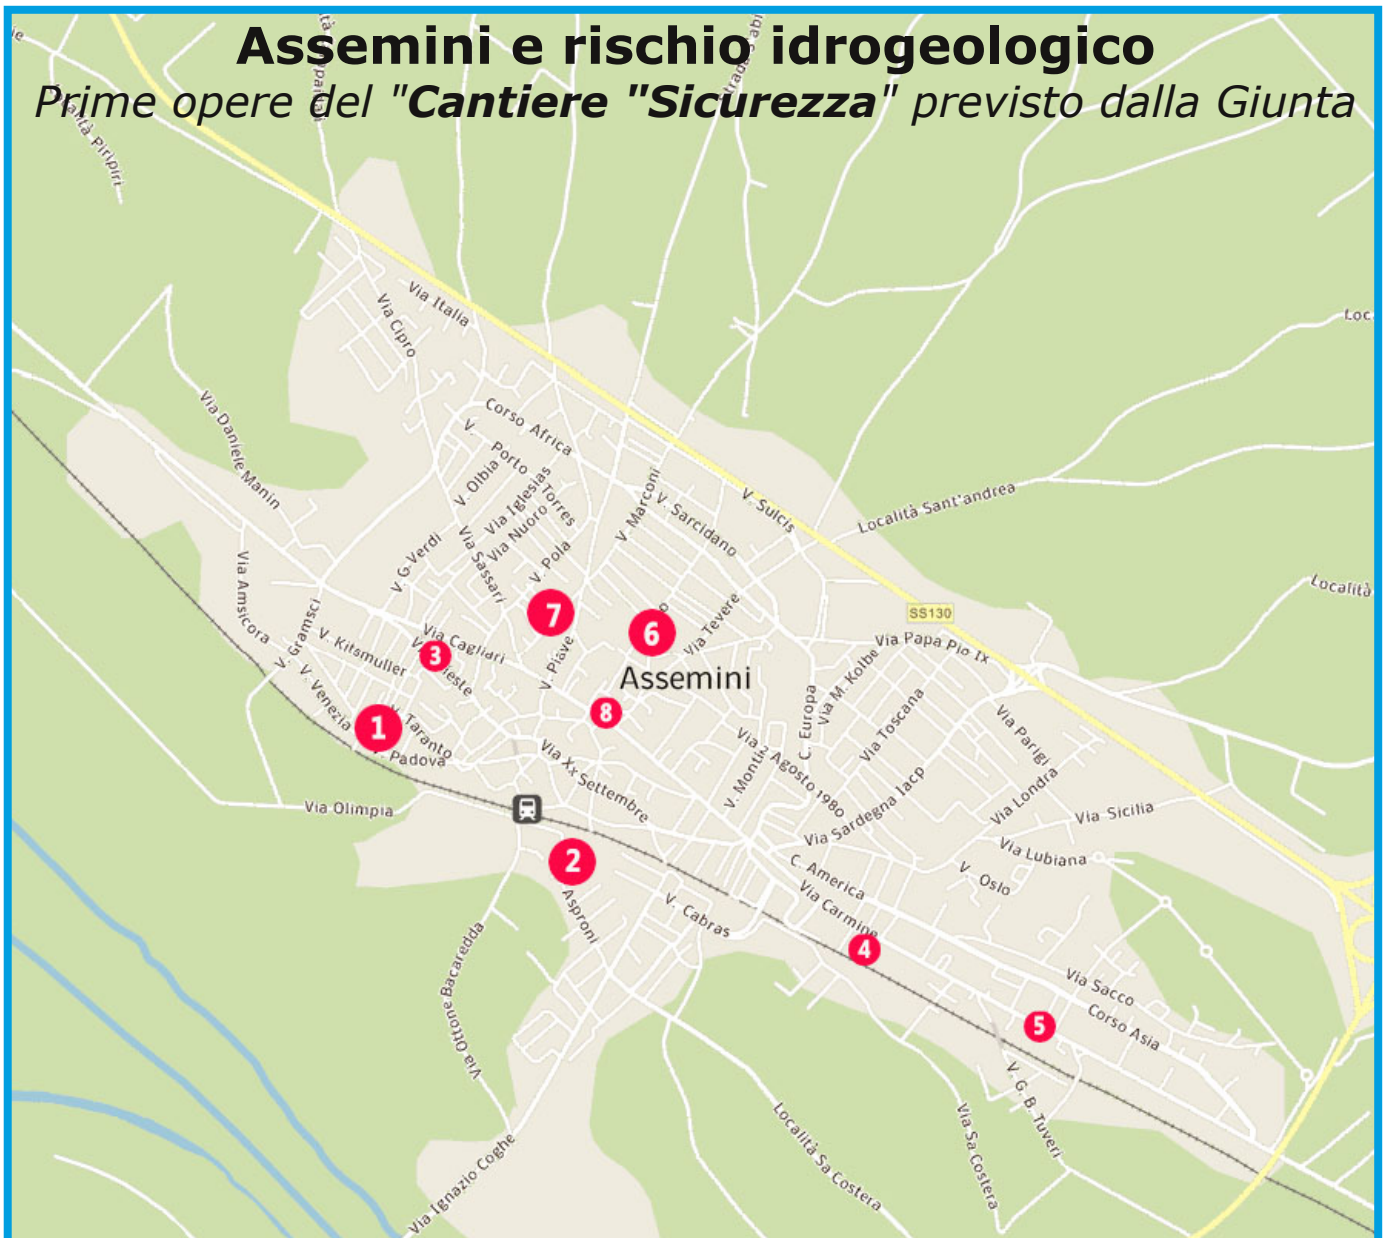 Assemini e rischio idrogeologico
Prime opere del "Cantiere "Sicurezza" previsto dalla Giunta
Via Italia
Via Cipro
Loc
Via Daniele Manin
Corso Africa
V. Porto Torres
V. Olbia
Via Iglesias
Via Nuoro
V. Marconi
V. Sarcidano
V. Sulcis
Località Sant'andrea
V. G. Verdi
Via Sassari
V. Pola
Via Amsicora
Località
SS130
V. Gramsci
7
6
Via Tevere
Via Papa Pio Ix
V. Kitsmuller
Via Cagliari
3
V. Piave
Via M. Kolbe
Assemini
V. Venezia
1
V. Taranto
8
C. Europa
Via Toscana
Via Parigi
Padova
Via Xx Settembre
Via 2 Agosto 1980
V. Monti
Via Londra
Via Olimpia
Via Sardegna Iacp
Via Sicilia
2
Via Lubiana
C. America
V. Oslo
Asproni
V. Cabras
Via Carmine
4
Via Ottone Bacaredda
Via Sacco
5
Corso Asia
V. G. B. Tuveri
Località Sa Costera
Via Sa Costera
Via Ignazio Coghe